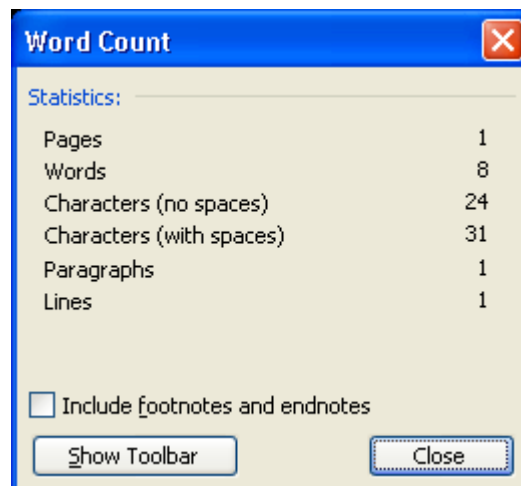 Word Count
Statistics:
Pages 1
Words 8
Characters (no spaces) 24
Characters (with spaces) 31
Paragraphs 1
Lines 1
Include footnotes and endnotes
Show Toolbar Close